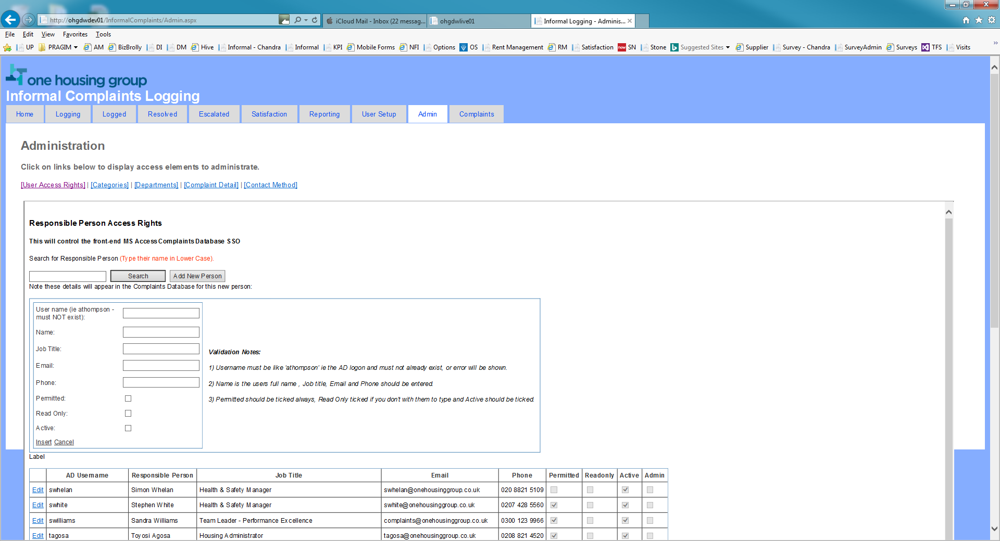 http://ohgdwdev01/InformalComplaints/Admin.aspx
iCloud Mail - Inbox (22 messag...
ohgdwlive01
Informal Logging - Adminis...
File Edit View Favorites Tools
UP PRAGIM AM BizBrolly DI DM Hive Informal - Chandra Informal KPI Mobile Forms NFI Options OS Rent Management RM Satisfaction now SN Stone Suggested Sites Supplier Survey - Chandra SurveyAdmin Surveys TFS Visits
one housing group
Informal Complaints Logging
Home Logging Logged Resolved Escalated Satisfaction Reporting User Setup Admin Complaints
Administration
Click on links below to display access elements to administrate.
[User Access Rights] | [Categories] | [Departments] | [Complaint Detail] | [Contact Method]
Responsible Person Access Rights
This will control the front-end MS Access Complaints Database SSO
Search for Responsible Person (Type their name in Lower Case).
Search Add New Person
Note these details will appear in the Complaints Database for this new person:
User name (ie athompson -
must NOT exist):
Name:
Job Title:
Email:
Phone:
Permitted:
Read Only:
Active:
Insert Cancel
Validation Notes:
1) Username must be like 'athompson' ie the AD logon and must not already exist, or error will be shown.
2) Name is the users full name , Job title, Email and Phone should be entered.
3) Permitted should be ticked always, Read Only ticked if you don't with them to type and Active should be ticked.
Label
AD Username Responsible Person Job Title Email Phone Permitted Readonly Active Admin
Edit swhelan Simon Whelan Health & Safety Manager swhelan@onehousinggroup.co.uk 020 8821 5109
Edit swhite Stephen White Health & Safety Manager swhite@onehousinggroup.co.uk 0207 428 5560
Edit swilliams Sandra Williams Team Leader - Performance Excellence complaints@onehousinggroup.co.uk 0300 123 9966
Edit tagosa Toyosi Agosa Housing Administrator tagosa@onehousinggroup.co.uk 0208 821 4520